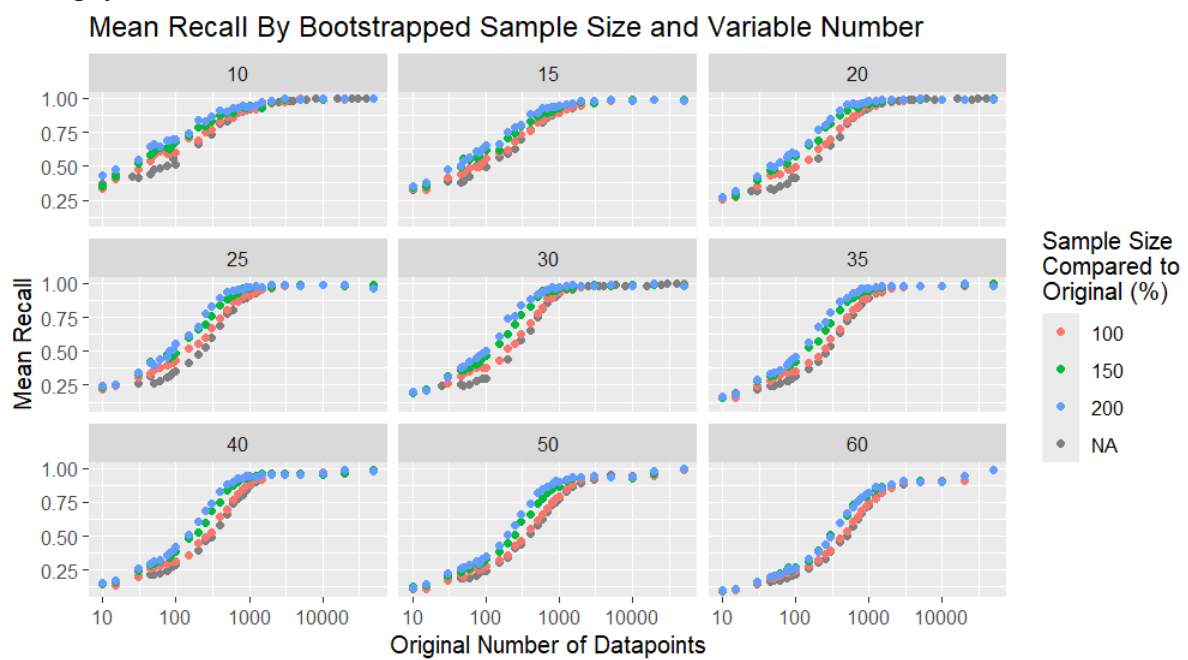 Mean Recall By Bootstrapped Sample Size and Variable Number
10 15 20
1.00
0.75
0.50
0.25
25 30 35
1.00
0.75
0.50
0.25
40 50 60
1.00
0.75
0.50
0.25
10 100 1000 10000 10 100 1000 10000 10 100 1000 10000
Mean Recall
Original Number of Datapoints
Sample Size
Compared to
Original (%)
100
150
200
NA